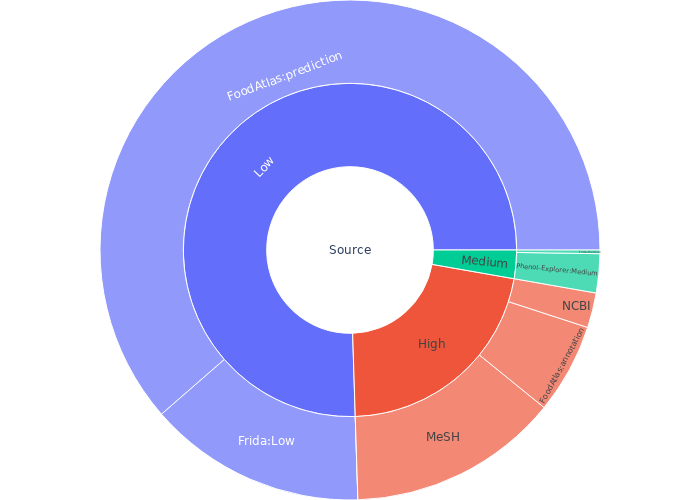 FoodAtlas:prediction
Low
Source
Medium
Phenol-Explorer:Medium
NCBI
High
FoodAtlas:annotation
MeSH
Frida:Low